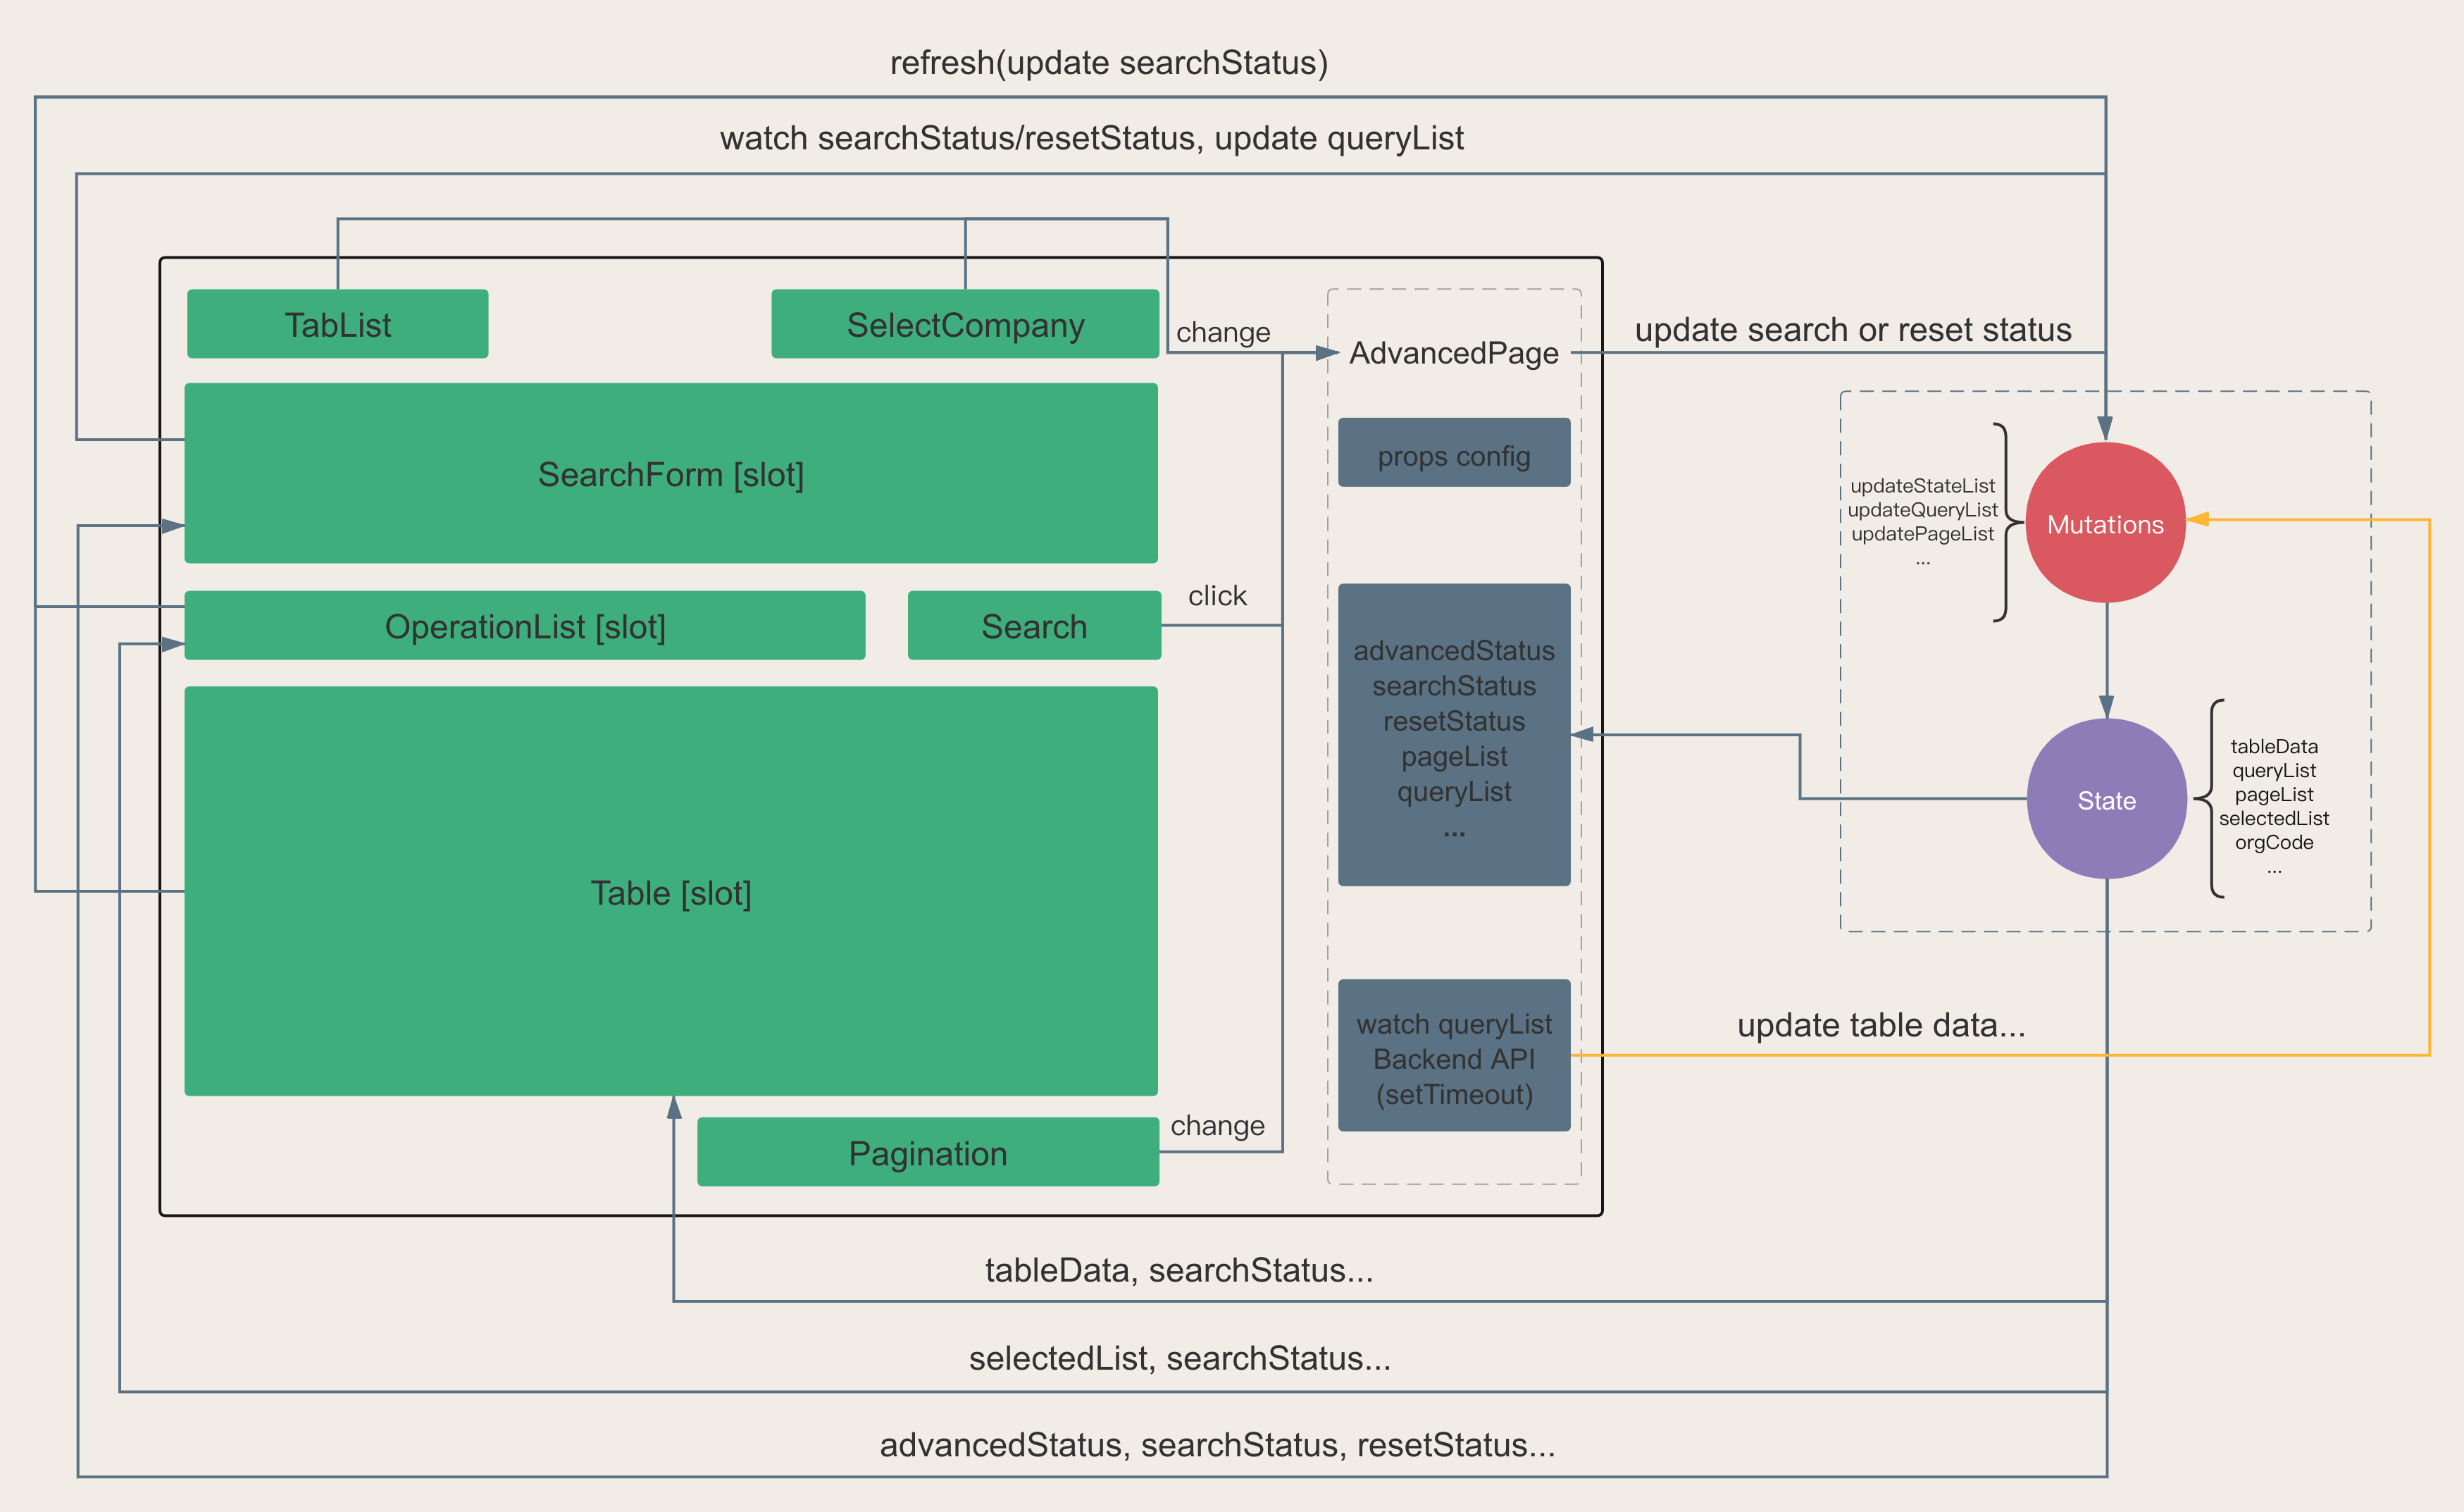 refresh(update searchStatus)
watch searchStatus/resetStatus, update queryList
TabList
SelectCompany
change
AdvancedPage
update search or reset status
SearchForm [slot]
props config
updateStateList
updateQueryList
updatePageList
...
Mutations
OperationList [slot]
Search
click
advancedStatus
searchStatus
resetStatus
pageList
queryList
...
State
tableData
queryList
pageList
selectedList
orgCode
...
Table [slot]
watch queryList
Backend API
(setTimeout)
update table data...
Pagination
change
tableData, searchStatus...
selectedList, searchStatus...
advancedStatus, searchStatus, resetStatus...